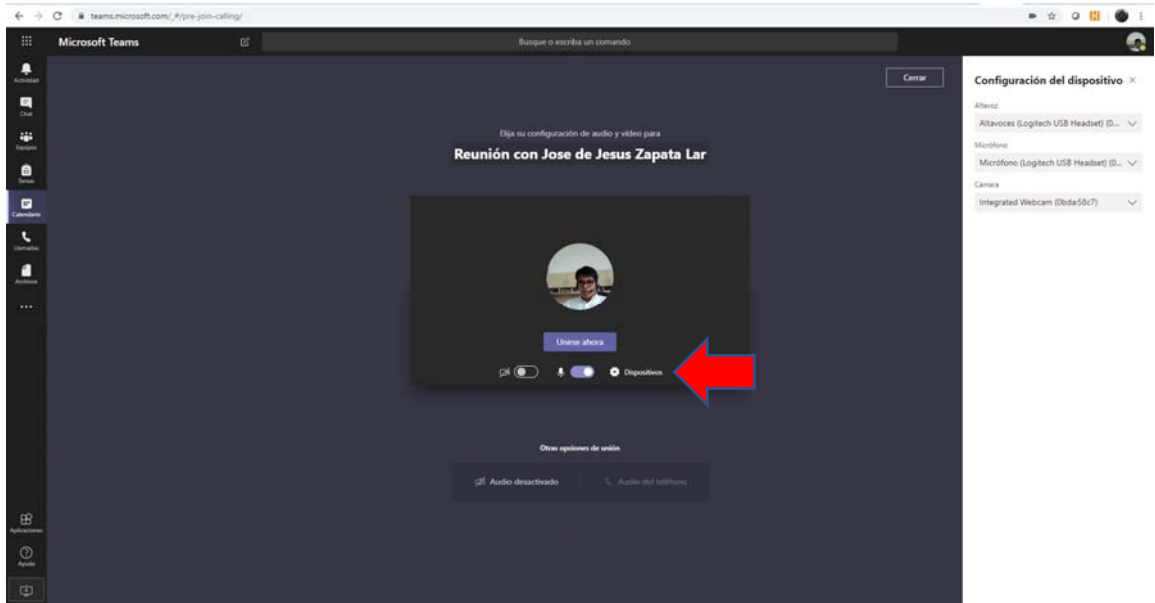 teams.microsoft.com/_#/pre-join-calling/
Microsoft Teams
Busque o escriba un comando
Actividad
Chat
Equipos
Tareas
Calendario
Llamadas
Archivos
Aplicaciones
Ayuda
Cerrar
Elija su configuración de audio y vídeo para
Reunión con Jose de Jesus Zapata Lar
Unirse ahora
Dispositivos
Otras opciones de unión
Audio desactivado
Audio del teléfono
Configuración del dispositivo
Altavoz
Altavoces (Logitech USB Headset) (0...
Micrófono
Micrófono (Logitech USB Headset) (0...
Cámara
Integrated Webcam (0bda:58c7)